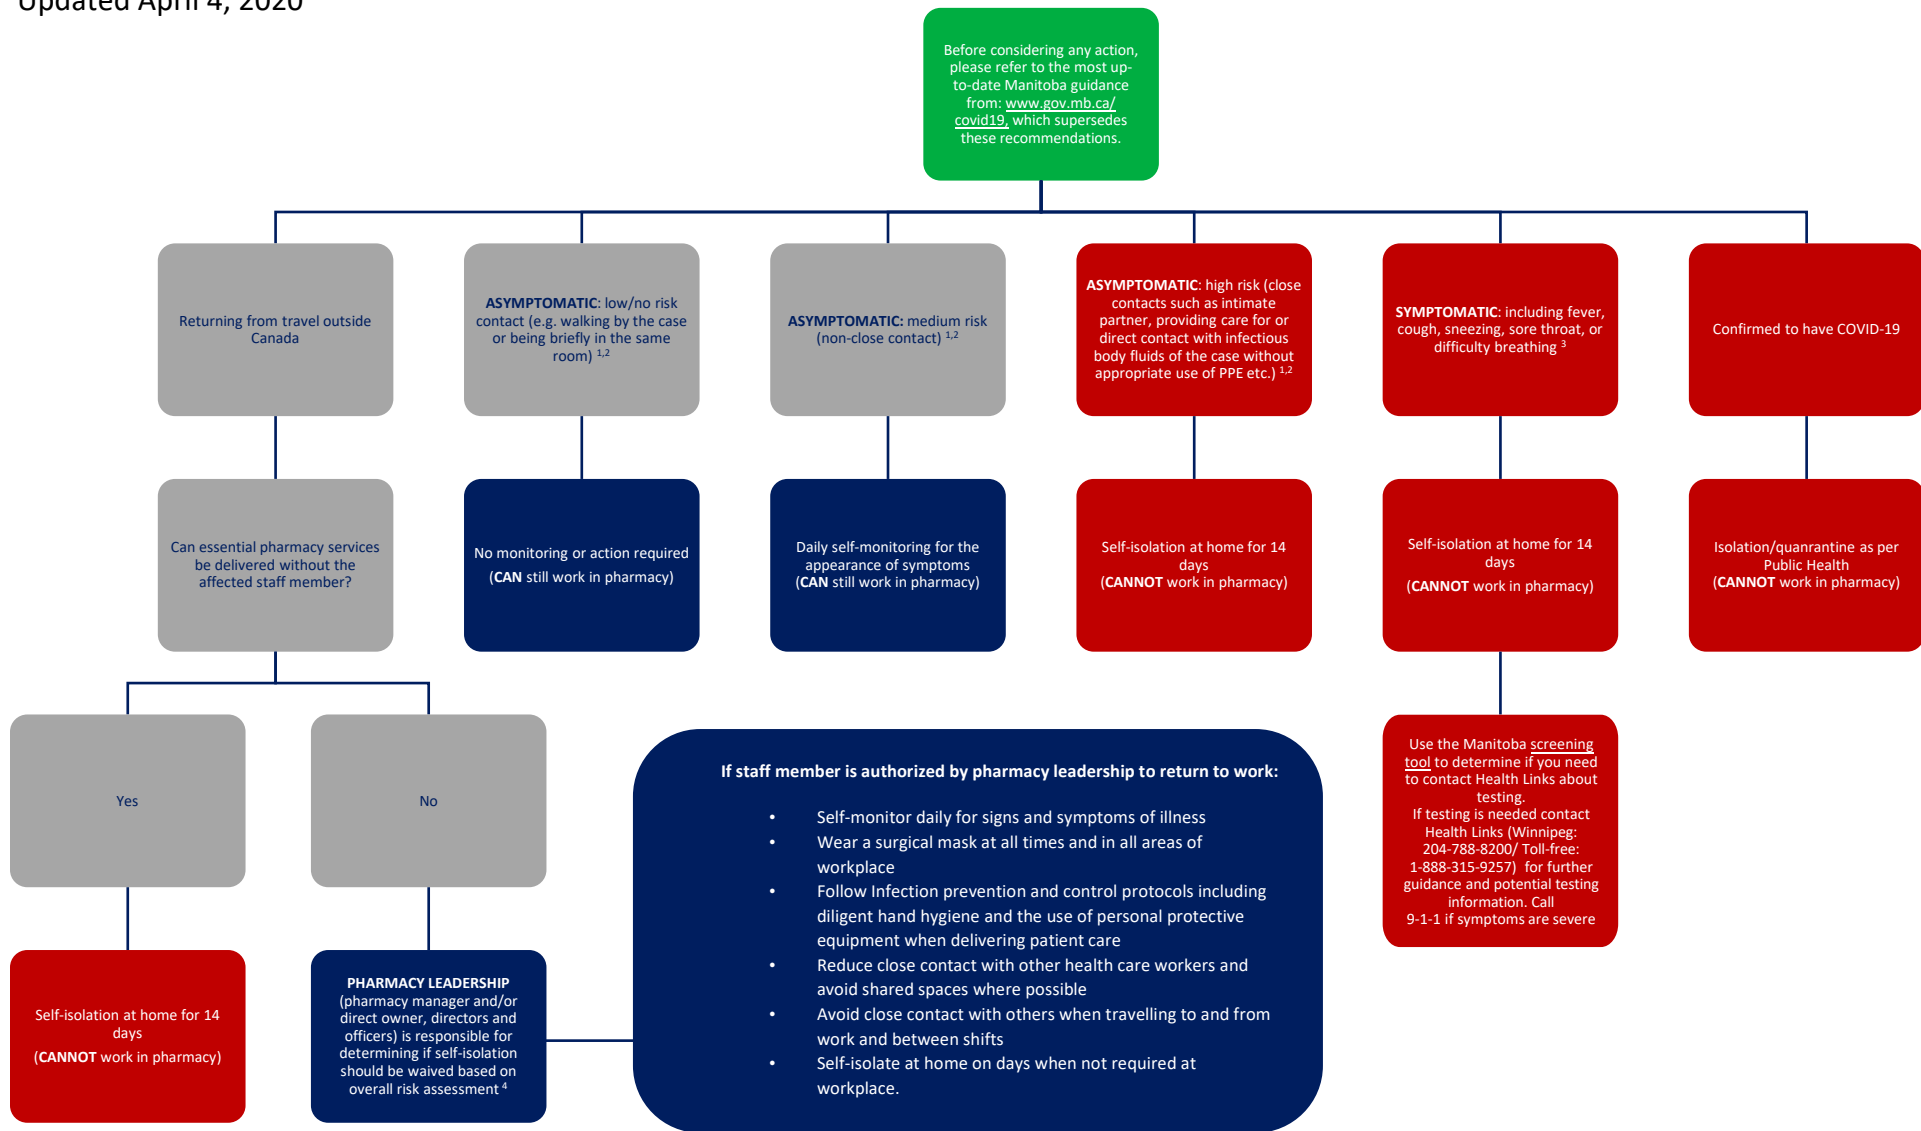 Updated April 4, 2020
Before considering any action,
please refer to the most up-
to-date Manitoba guidance
from: www.gov.mb.ca/
covid19, which supersedes
these recommendations.
Returning from travel outside
Canada
ASYMPTOMATIC: low/no risk
contact (e.g. walking by the case
or being briefly in the same
room) 1,2
ASYMPTOMATIC: medium risk
(non-close contact) 1,2
ASYMPTOMATIC: high risk (close
contacts such as intimate
partner, providing care for or
direct contact with infectious
body fluids of the case without
appropriate use of PPE etc.) 1,2
SYMPTOMATIC: including fever,
cough, sneezing, sore throat, or
difficulty breathing 3
Confirmed to have COVID-19
Can essential pharmacy services
be delivered without the
affected staff member?
No monitoring or action required
(CAN still work in pharmacy)
Daily self-monitoring for the
appearance of symptoms
(CAN still work in pharmacy)
Self-isolation at home for 14
days
(CANNOT work in pharmacy)
Self-isolation at home for 14
days
(CANNOT work in pharmacy)
Isolation/quanrantine as per
Public Health
(CANNOT work in pharmacy)
Yes
No
If staff member is authorized by pharmacy leadership to return to work:
• Self-monitor daily for signs and symptoms of illness
• Wear a surgical mask at all times and in all areas of
workplace
• Follow Infection prevention and control protocols including
diligent hand hygiene and the use of personal protective
equipment when delivering patient care
• Reduce close contact with other health care workers and
avoid shared spaces where possible
• Avoid close contact with others when travelling to and from
work and between shifts
• Self-isolate at home on days when not required at
workplace.
Use the Manitoba screening
tool to determine if you need
to contact Health Links about
testing.
If testing is needed contact
Health Links (Winnipeg:
204-788-8200/ Toll-free:
1-888-315-9257) for further
guidance and potential testing
information. Call
9-1-1 if symptoms are severe
Self-isolation at home for 14
days
(CANNOT work in pharmacy)
PHARMACY LEADERSHIP
(pharmacy manager and/or
direct owner, directors and
officers) is responsible for
determining if self-isolation
should be waived based on
overall risk assessment 4